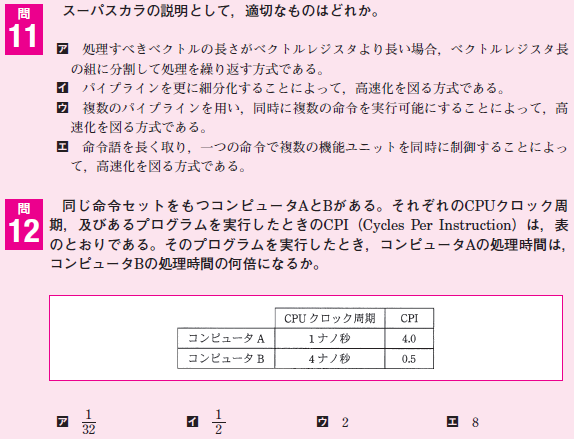 問
11
スーパスカラの説明として，適切なものはどれか。
ア 処理すべきベクトルの長さがベクトルレジスタより長い場合，ベクトルレジスタ長
の組に分割して処理を繰り返す方式である。
イ パイプラインを更に細分化することによって，高速化を図る方式である。
ウ 複数のパイプラインを用い，同時に複数の命令を実行可能にすることによって，高
速化を図る方式である。
エ 命令語を長く取り，一つの命令で複数の機能ユニットを同時に制御することによっ
て，高速化を図る方式である。
問
12
同じ命令セットをもつコンピュータAとBがある。それぞれのCPUクロック周
期，及びあるプログラムを実行したときのCPI（Cycles Per Instruction）は，表
のとおりである。そのプログラムを実行したとき，コンピュータAの処理時間は，
コンピュータBの処理時間の何倍になるか。
CPU クロック周期 CPI
コンピュータ A 1 ナノ秒 4.0
コンピュータ B 4 ナノ秒 0.5
ア 1/32 イ 1/2 ウ 2 エ 8